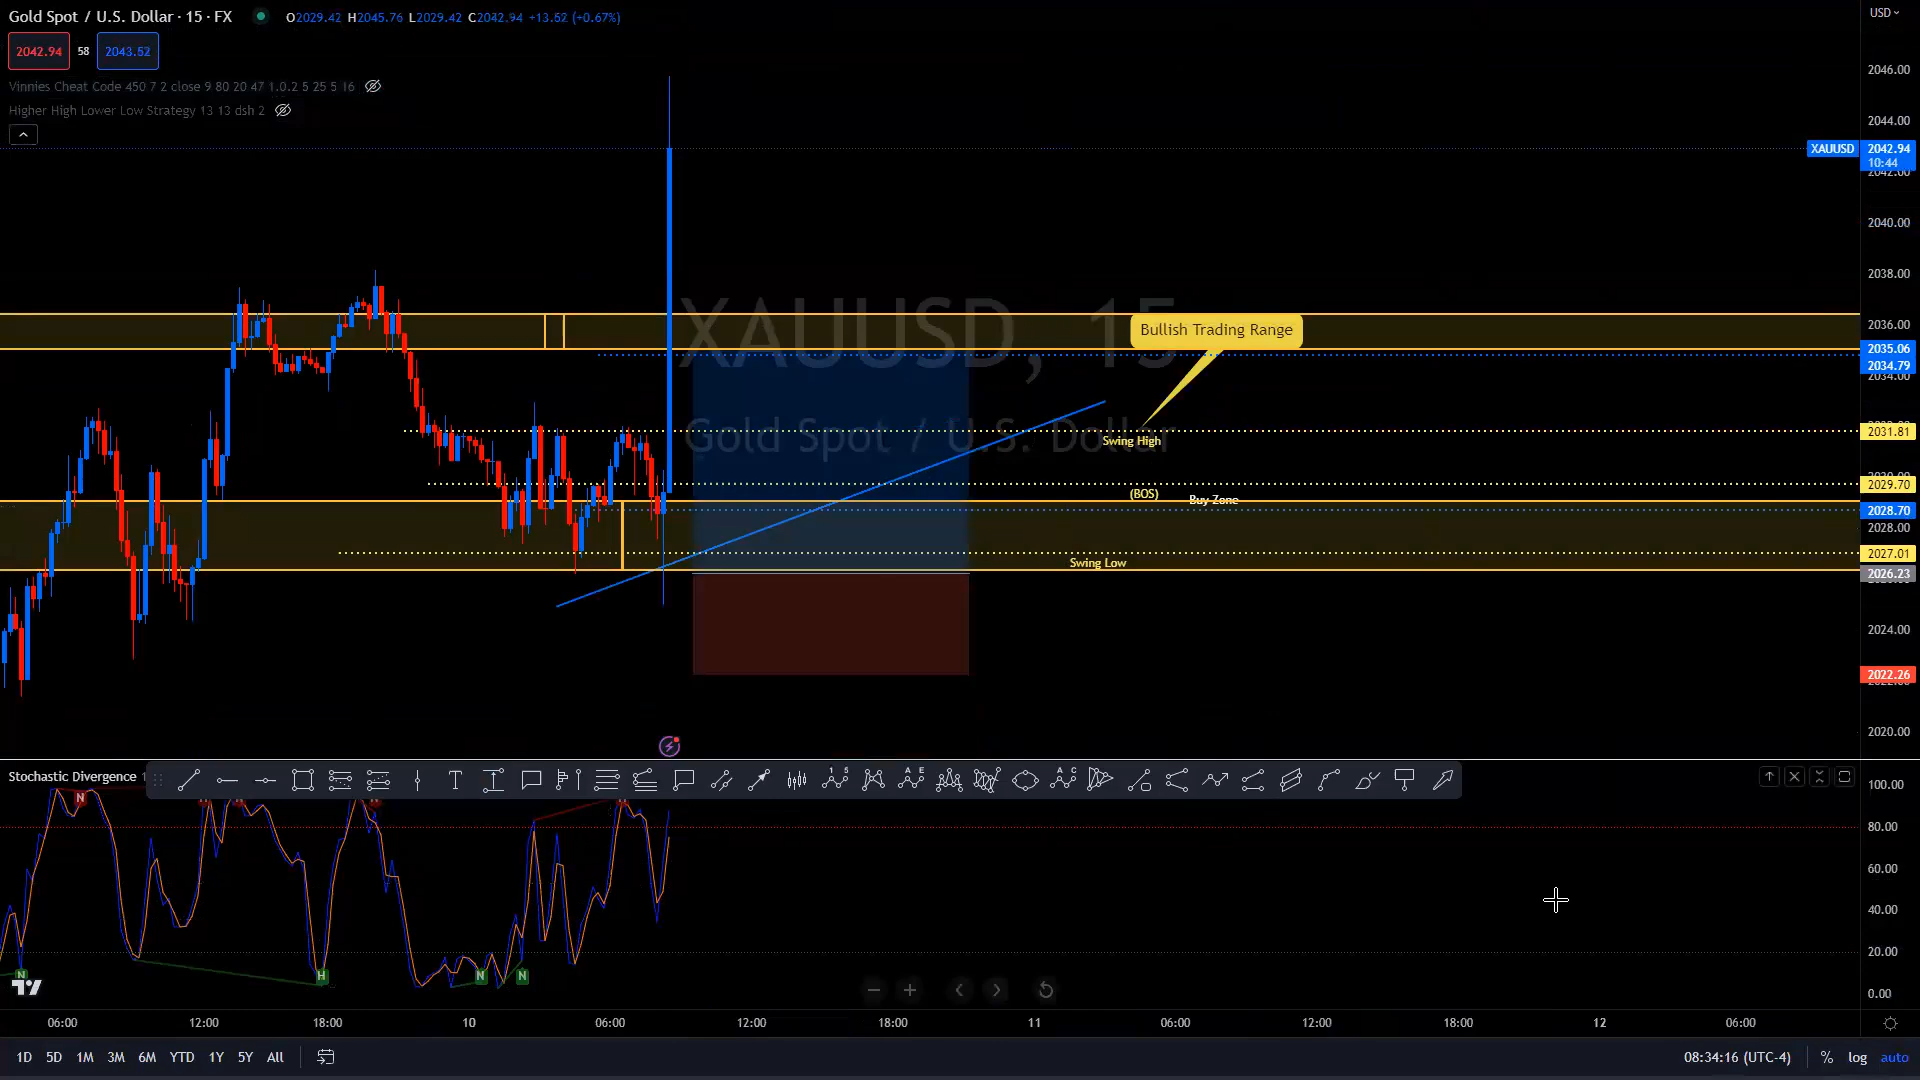 Gold Spot / U.S. Dollar · 15 · FX O2029.42 H2045.76 L2029.42 C2042.94 +13.52 (+0.67%)
USD
2042.94 58 2043.52
Vinnies Cheat Code 450 7 2 close 9 80 20 47 1.0.2 5 25 5 16
Higher High Lower Low Strategy 13 13 dsh 2
2046.00
2044.00
XAUUSD 2042.94
10:44
2042.00
2040.00
2038.00
2036.00
XAUUSD, 15
Gold Spot / U.S. Dollar
Bullish Trading Range
2035.06
2034.79
2034.00
2031.81
Swing High
2030.00
2029.70
(BOS)
Buy Zone
2028.70
2028.00
2027.01
Swing Low
2026.23
2024.00
2022.26
2020.00
Stochastic Divergence
100.00
80.00
60.00
40.00
20.00
0.00
N
H
N
N
N
06:00 12:00 18:00 10 06:00 12:00 18:00 11 06:00 12:00 18:00 12 06:00
1D 5D 1M 3M 6M YTD 1Y 5Y All
08:34:16 (UTC-4) % log auto